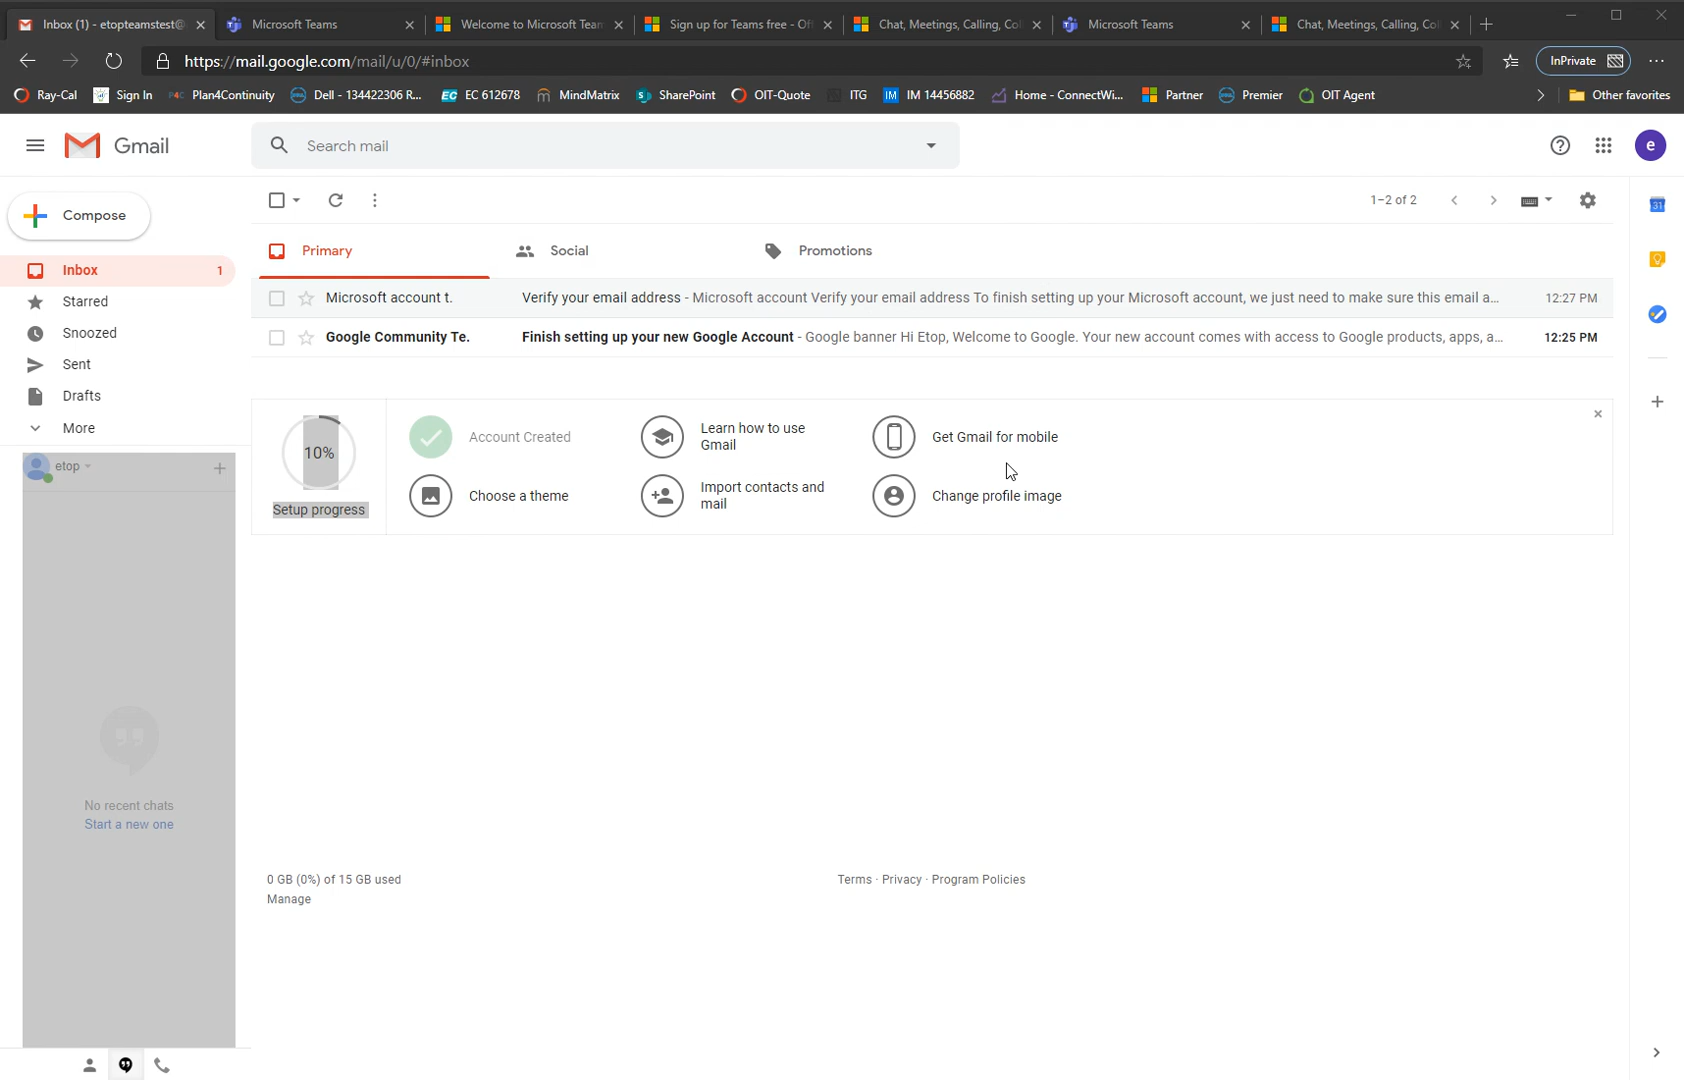 Inbox (1) - etopteamstest@
Microsoft Teams
Welcome to Microsoft Team
Sign up for Teams free - Of
Chat, Meetings, Calling, Co
Microsoft Teams
Chat, Meetings, Calling, Co
https://mail.google.com/mail/u/0/#inbox
InPrivate
Ray-Cal
Sign In
P4C
Plan4Continuity
Dell - 134422306 R...
EC
EC 612678
MindMatrix
SharePoint
OIT-Quote
ITG
IM
IM 14456882
Home - ConnectWi...
Partner
Premier
OIT Agent
Other favorites
Gmail
Search mail
e
Compose
1–2 of 2
31
Primary
Social
Promotions
Inbox
1
Starred
Snoozed
Sent
Drafts
More
Microsoft account t.
Verify your email address - Microsoft account Verify your email address To finish setting up your Microsoft account, we just need to make sure this email a...
12:27 PM
Google Community Te.
Finish setting up your new Google Account - Google banner Hi Etop, Welcome to Google. Your new account comes with access to Google products, apps, a...
12:25 PM
etop
10%
Setup progress
Account Created
Learn how to use
Gmail
Get Gmail for mobile
Choose a theme
Import contacts and
mail
Change profile image
No recent chats
Start a new one
0 GB (0%) of 15 GB used
Manage
Terms · Privacy · Program Policies